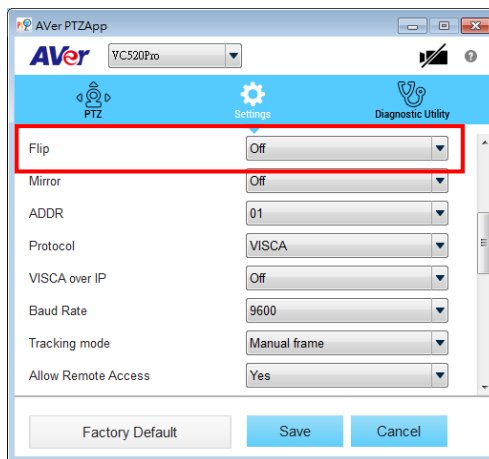 AVer PTZApp
AVer VC520Pro
PTZ Settings Diagnostic Utility
Flip Off
Mirror Off
ADDR 01
Protocol VISCA
VISCA over IP Off
Baud Rate 9600
Tracking mode Manual frame
Allow Remote Access Yes
Factory Default Save Cancel